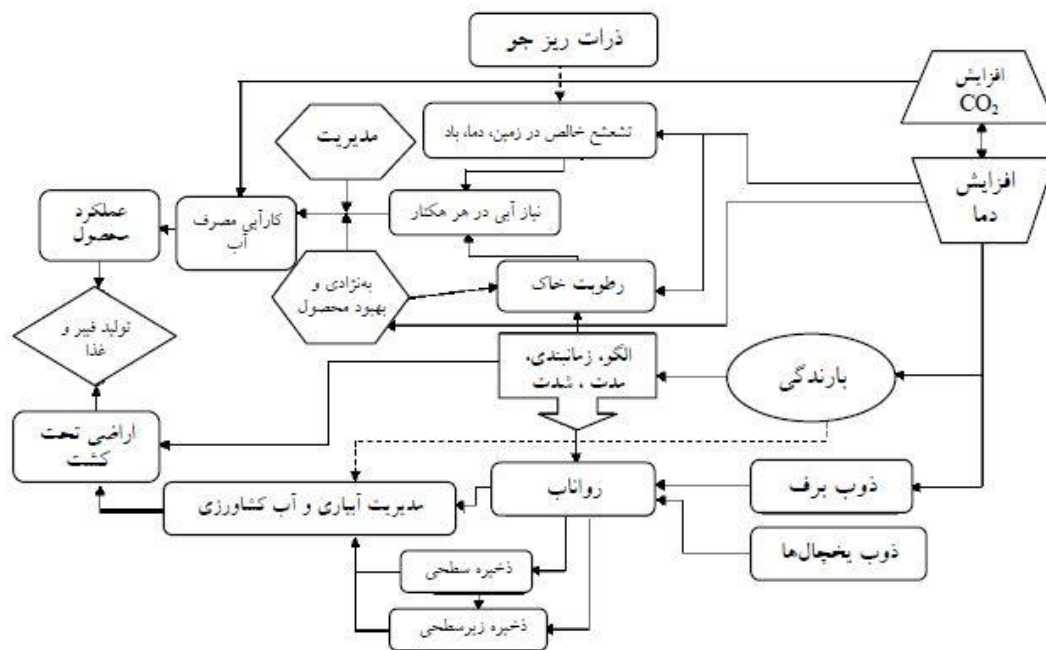 ذرات ریز جو
افزایش
CO₂
تشعشع خالص در زمین، دما، باد
مدیریت
افزایش
دما
نیاز آبی در هر هکتار
کارآیی مصرف
آب
عملکرد
محصول
رطوبت خاک
به‌نژادی و
بهبود محصول
تولید فیبر و
غذا
الگو، زمانبندی،
مدت ، شدت
بارندگی
اراضی تحت
کشت
رواناب
ذوب برف
مدیریت آبیاری و آب کشاورزی
ذوب یخچال‌ها
ذخیره سطحی
ذخیره زیرسطحی